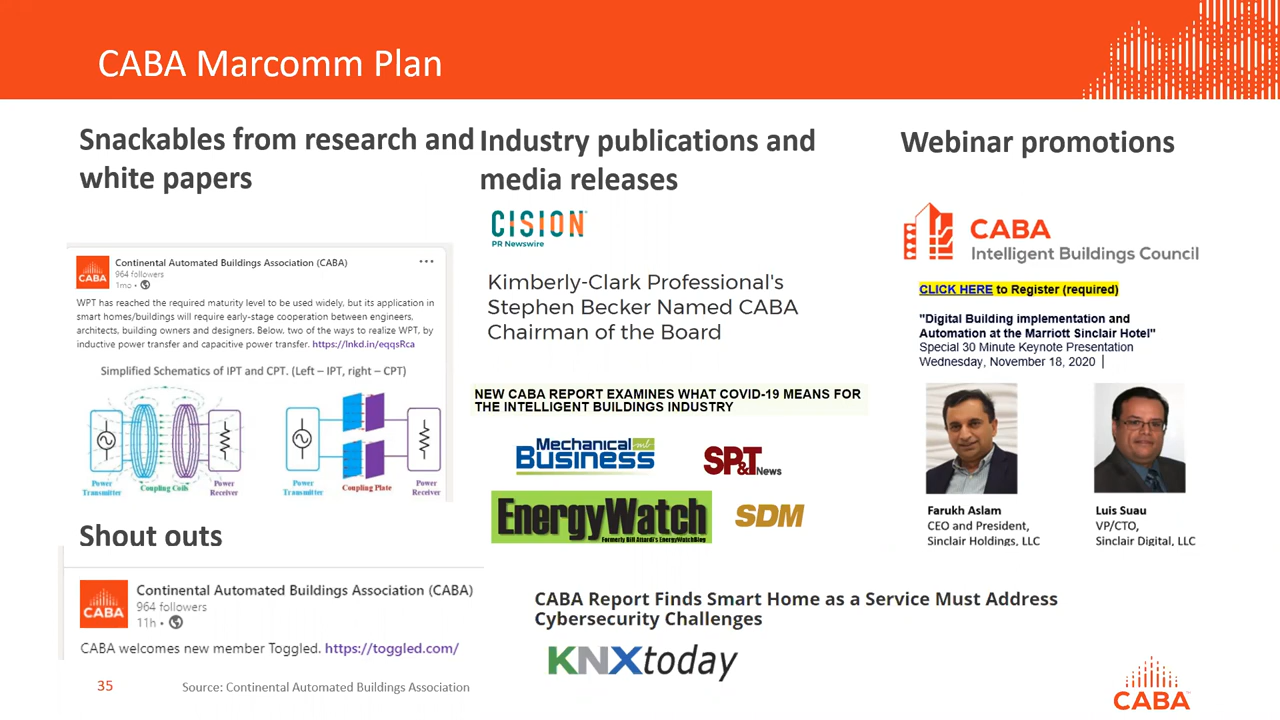 CABA Marcomm Plan
Snackables from research and
white papers
Continental Automated Buildings Association (CABA)
964 followers
1mo •
CABA
WPT has reached the required maturity level to be used widely, but its application in
smart homes/buildings will require early-stage cooperation between engineers,
architects, building owners and designers. Below, two of the ways to realize WPT, by
inductive power transfer and capacitive power transfer. https://lnkd.in/eqqsRca
Simplified Schematics of IPT and CPT. (Left – IPT, right – CPT)
Power
Transmitter
Coupling Coils
Power
Receiver
Power
Transmitter
Coupling Plate
Power
Receiver
Shout outs
Continental Automated Buildings Association (CABA)
964 followers
11h •
CABA
CABA welcomes new member Toggled. https://toggled.com/
Industry publications and
media releases
CISION
PR Newswire
Kimberly-Clark Professional's
Stephen Becker Named CABA
Chairman of the Board
NEW CABA REPORT EXAMINES WHAT COVID-19 MEANS FOR
THE INTELLIGENT BUILDINGS INDUSTRY
Mechanical
Business
SP&T News
EnergyWatch
Formerly Bill Attardi's EnergyWatchBlog
SDM
CABA Report Finds Smart Home as a Service Must Address
Cybersecurity Challenges
KNXtoday
Webinar promotions
CABA
Intelligent Buildings Council
CLICK HERE to Register (required)
"Digital Building implementation and
Automation at the Marriott Sinclair Hotel"
Special 30 Minute Keynote Presentation
Wednesday, November 18, 2020
Farukh Aslam
CEO and President,
Sinclair Holdings, LLC
Luis Suau
VP/CTO,
Sinclair Digital, LLC
35
Source: Continental Automated Buildings Association
CABA